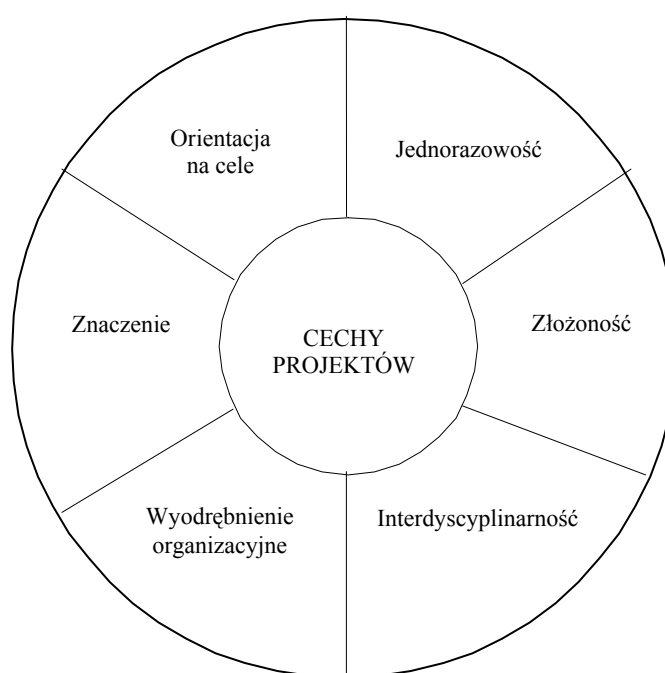 Orientacja
na cele
Jednorazowość
Znaczenie
CECHY
PROJEKTÓW
Złożoność
Wyodrębnienie
organizacyjne
Interdyscyplinarność